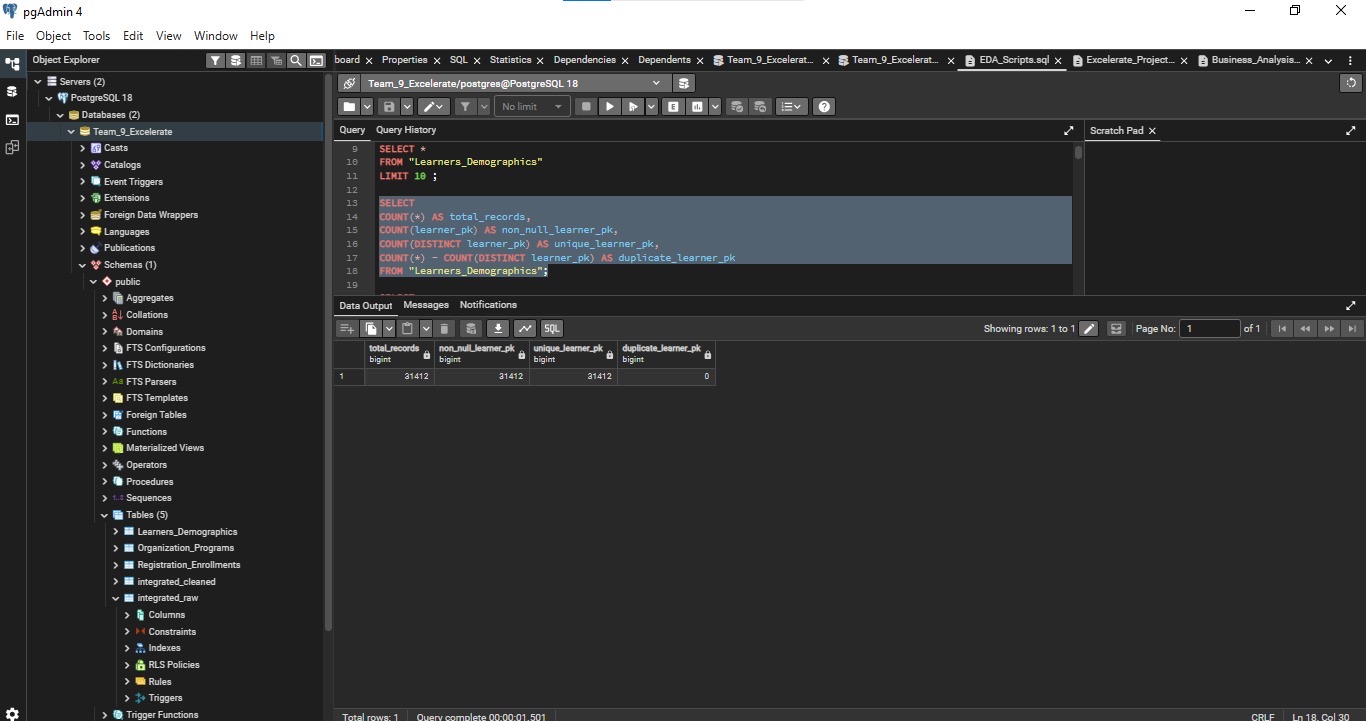 pgAdmin 4
File Object Tools Edit View Window Help
Object Explorer
board Properties SQL Statistics Dependencies Dependents Team_9_Excelerat... Team_9_Excelerat... EDA_Scripts.sql Excelerate_Project... Business_Analysis...
Servers (2)
PostgreSQL 18
Databases (2)
Team_9_Excelerate
Casts
Catalogs
Event Triggers
Extensions
Foreign Data Wrappers
Languages
Publications
Schemas (1)
public
Aggregates
Collations
Domains
FTS Configurations
FTS Dictionaries
FTS Parsers
FTS Templates
Foreign Tables
Functions
Materialized Views
Operators
Procedures
Sequences
Tables (5)
Learners_Demographics
Organization_Programs
Registration_Enrollments
integrated_cleaned
integrated_raw
Columns
Constraints
Indexes
RLS Policies
Rules
Triggers
Trigger Functions
Team_9_Excelerate/postgres@PostgreSQL 18
No limit
Query Query History
Scratch Pad
9 SELECT *
10 FROM "Learners_Demographics"
11 LIMIT 10 ;
12
13 SELECT
14 COUNT(*) AS total_records,
15 COUNT(learner_pk) AS non_null_learner_pk,
16 COUNT(DISTINCT learner_pk) AS unique_learner_pk,
17 COUNT(*) - COUNT(DISTINCT learner_pk) AS duplicate_learner_pk
18 FROM "Learners_Demographics";
19
Data Output Messages Notifications
SQL
Showing rows: 1 to 1 Page No: 1 of 1
total_records non_null_learner_pk unique_learner_pk duplicate_learner_pk
bigint bigint bigint bigint
1 31412 31412 31412 0
Total rows: 1 Query complete 00:00:01.501 CRLF Ln 18, Col 30